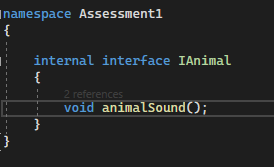 namespace Assessment1
{
internal interface IAnimal
{
2 references
void animalSound();
}
}